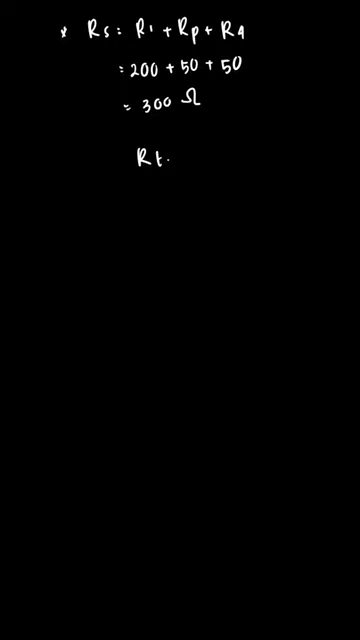 * Rs = R1 + Rp + R4
= 200 + 50 + 50
= 300 Ω
Rt.